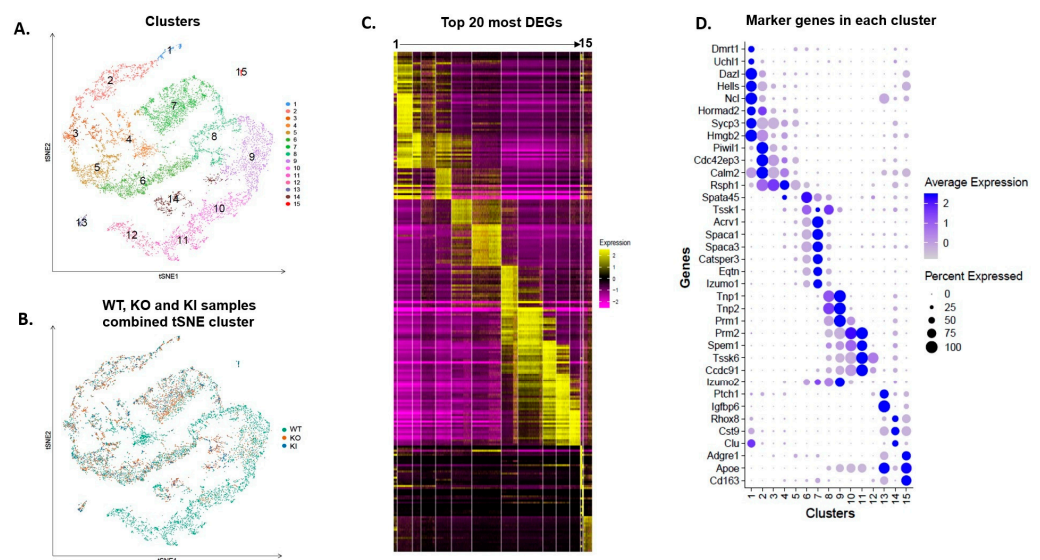 A.
Clusters
tSNE2
1
2
15
7
3
4
8
9
5
6
14
10
13
12
11
tSNE1
1
2
3
4
5
6
7
8
9
10
11
12
13
14
15
B.
WT, KO and KI samples
combined tSNE cluster
tSNE2
WT
KO
KI
C.
Top 20 most DEGs
1
15
Expression
2
1
0
−1
−2
D.
Marker genes in each cluster
Genes
Dmrt1
Uchl1
Dazl
Hells
Ncl
Hormad2
Sycp3
Hmgb2
Piwil1
Cdc42ep3
Calm2
Rsph1
Spata45
Tssk1
Acrv1
Spaca1
Spaca3
Catsper3
Eqtn
Izumo1
Tnp1
Tnp2
Prm1
Prm2
Spem1
Tssk6
Ccdc91
Izumo2
Ptch1
Igfbp6
Rhox8
Cst9
Clu
Adgre1
Apoe
Cd163
1 2 3 4 5 6 7 8 9 10 11 12 13 14 15
Clusters
Average Expression
2
1
0
Percent Expressed
0
25
50
75
100